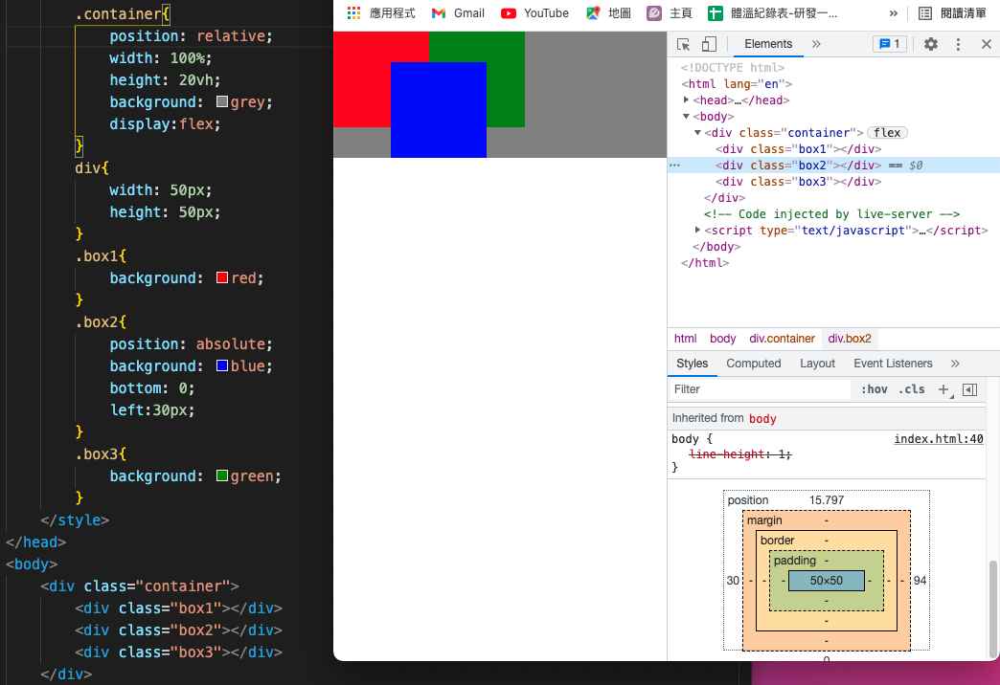 .container{
position: relative;
width: 100%;
height: 20vh;
background: grey;
display:flex;
}
div{
width: 50px;
height: 50px;
}
.box1{
background: red;
}
.box2{
position: absolute;
background: blue;
bottom: 0;
left:30px;
}
.box3{
background: green;
}
</style>
</head>
<body>
<div class="container">
<div class="box1"></div>
<div class="box2"></div>
<div class="box3"></div>
</div>
應用程式 Gmail YouTube 地圖 主頁 體溫紀錄表-研發一... » 閱讀清單
Elements » 1
<!DOCTYPE html>
<html lang="en">
<head>…</head>
<body>
<div class="container"> flex
<div class="box1"></div>
<div class="box2"></div> == $0
<div class="box3"></div>
</div>
<!-- Code injected by live-server -->
<script type="text/javascript">…</script>
</body>
</html>
html body div.container div.box2
Styles Computed Layout Event Listeners »
Filter :hov .cls +
Inherited from body
body { index.html:40
line-height: 1;
}
position 15.797
margin -
border -
padding -
30 - - - 50×50 - - - 94
-
-
-
0